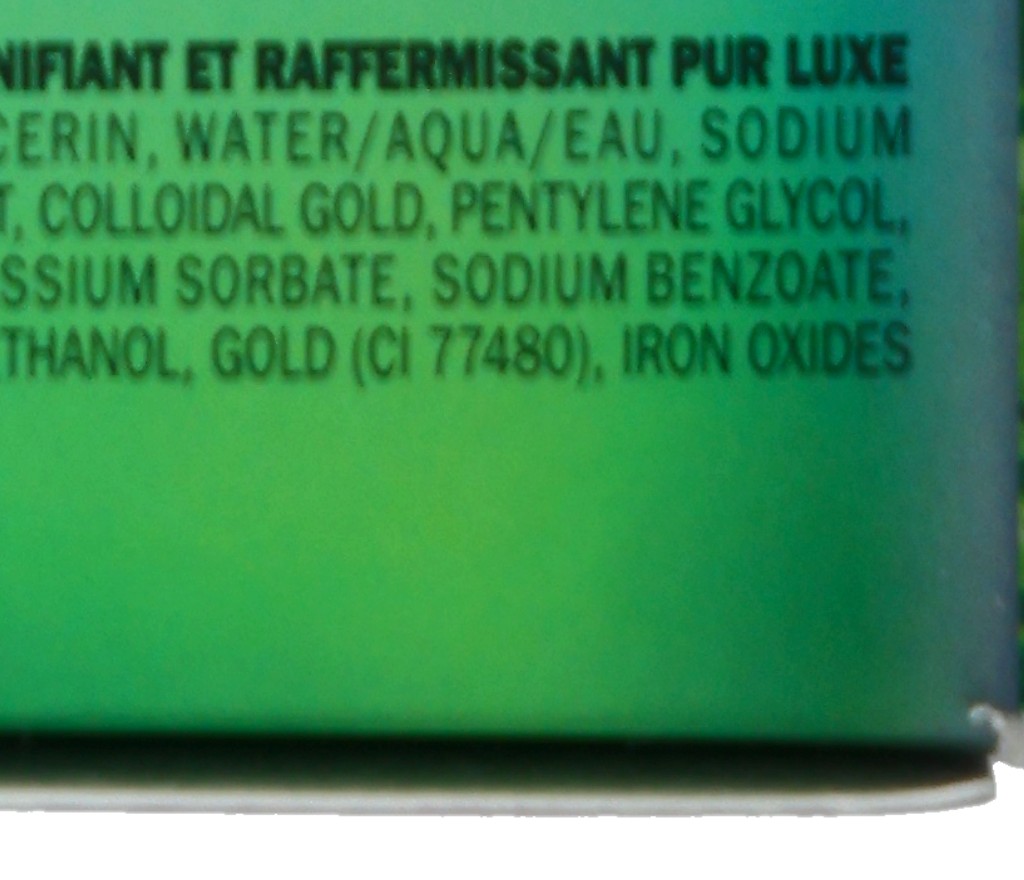 NIFIANT ET RAFFERMISSANT PUR LUXE
CERIN, WATER/AQUA/EAU, SODIUM
T, COLLOIDAL GOLD, PENTYLENE GLYCOL,
SSIUM SORBATE, SODIUM BENZOATE,
THANOL, GOLD (CI 77480), IRON OXIDES